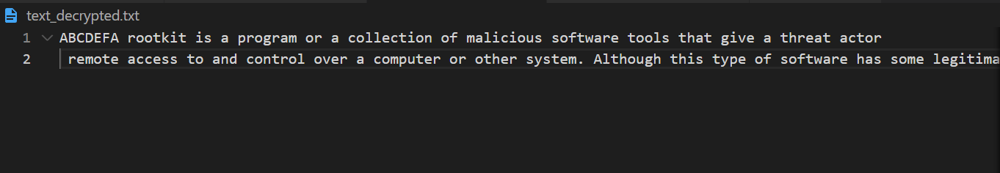 text_decrypted.txt
1 ABCDEFA rootkit is a program or a collection of malicious software tools that give a threat actor
2 remote access to and control over a computer or other system. Although this type of software has some legitima